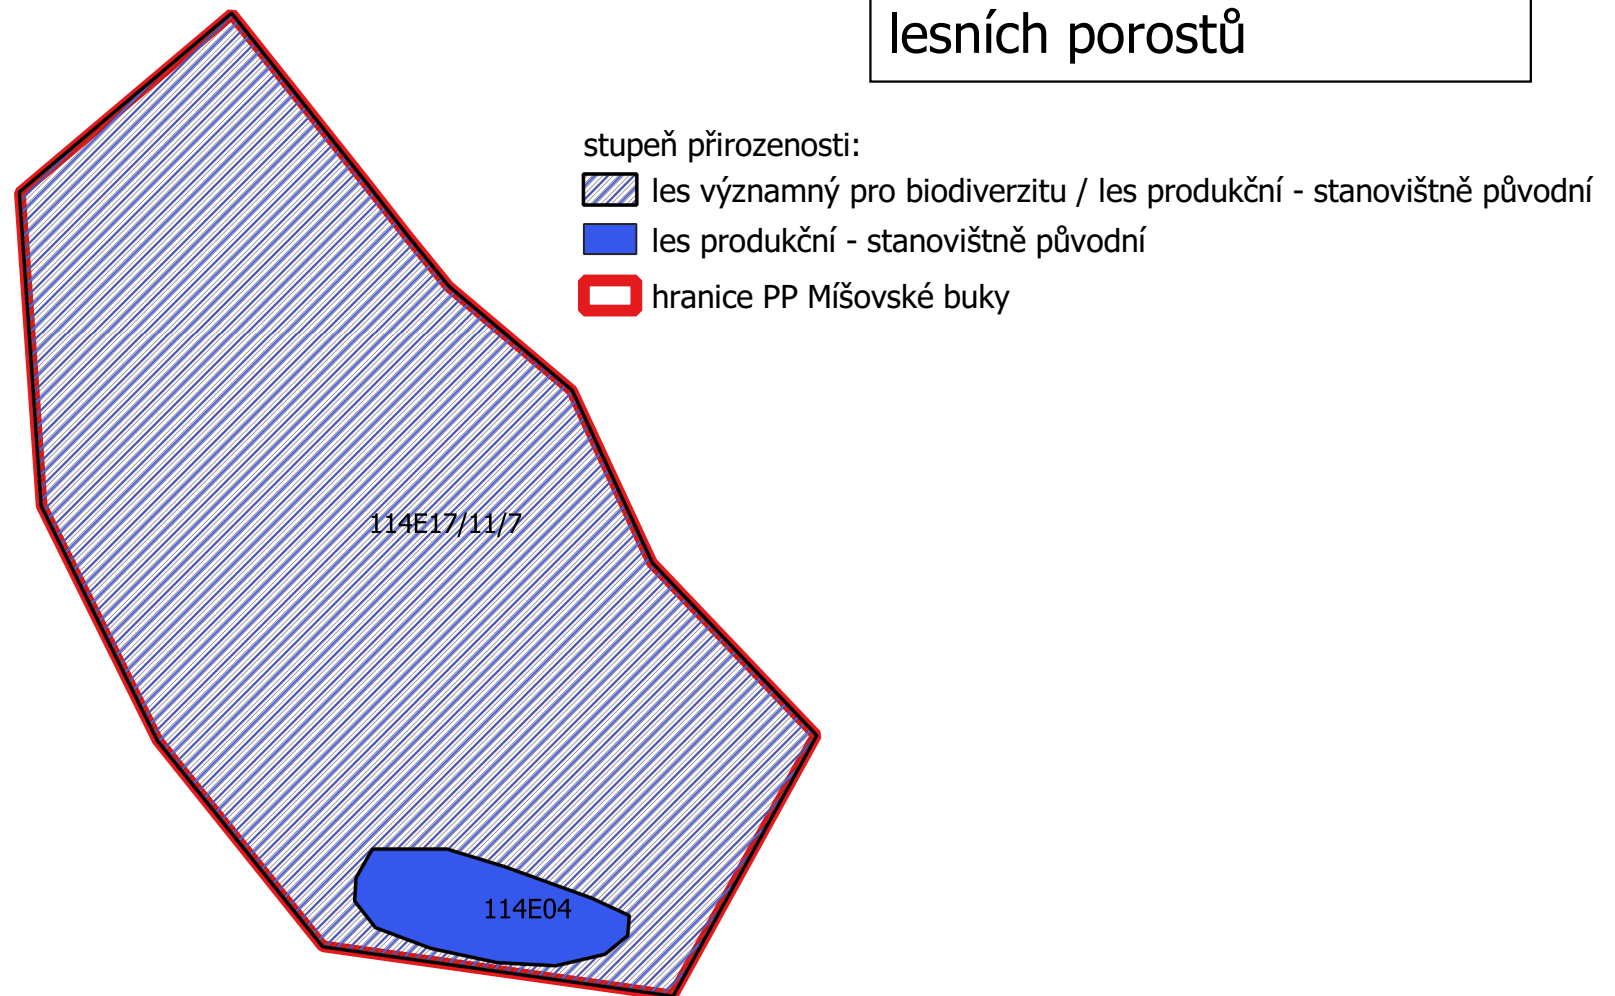 lesních porostů
stupeň přirozenosti:
les významný pro biodiverzitu / les produkční - stanovištně původní
les produkční - stanovištně původní
hranice PP Míšovské buky
114E17/11/7
114E04